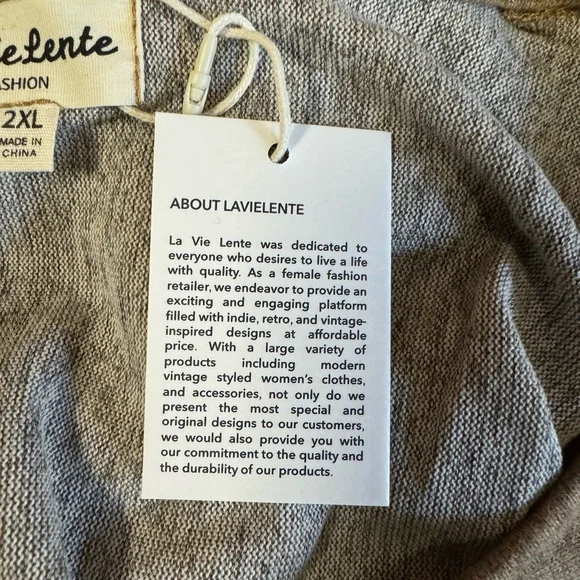 ieLente
ASHION
2XL
MADE IN
CHINA
ABOUT LAVIELENTE
La Vie Lente was dedicated to
everyone who desires to live a life
with quality. As a female fashion
retailer, we endeavor to provide an
exciting and engaging platform
filled with indie, retro, and vintage-
inspired designs at affordable
price. With a large variety of
products including modern
vintage styled women's clothes,
and accessories, not only do we
present the most special and
original designs to our customers,
we would also provide you with
our commitment to the quality and
the durability of our products.